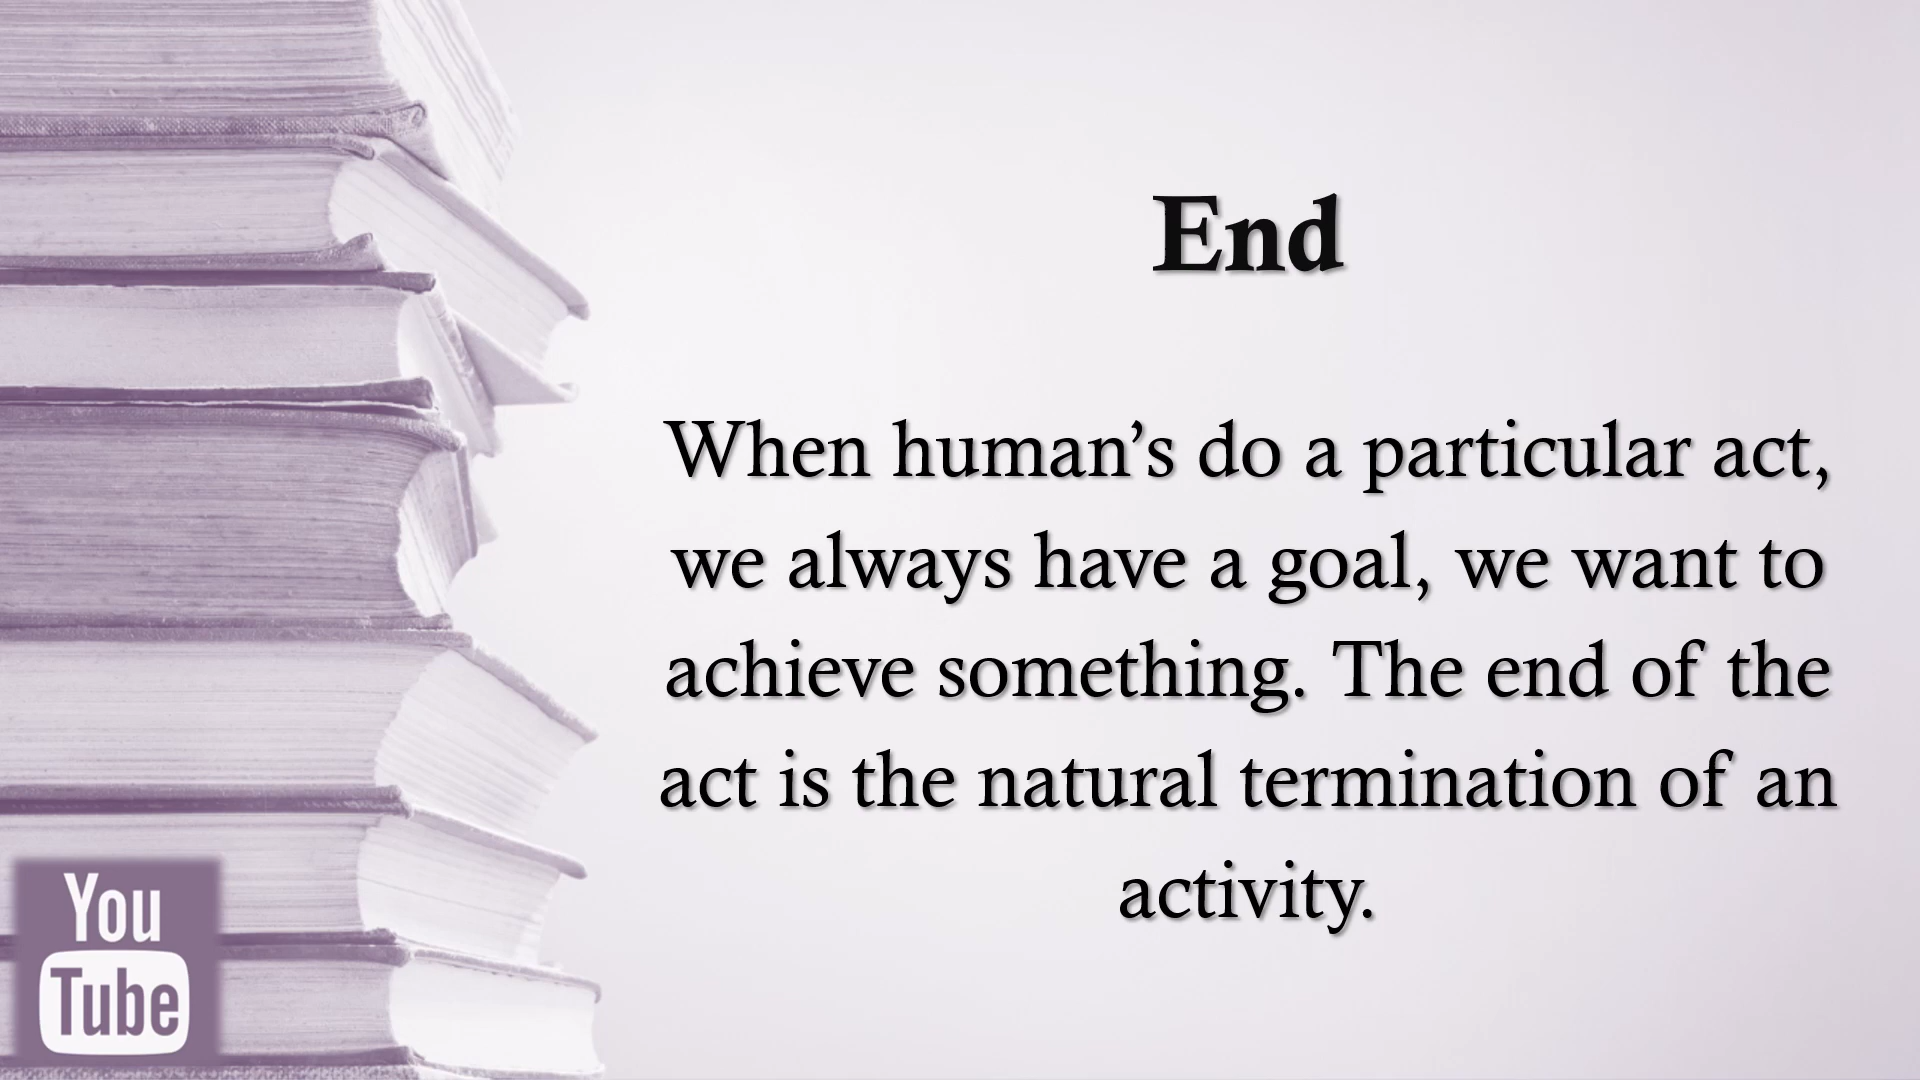 End
When human’s do a particular act,
we always have a goal, we want to
achieve something. The end of the
act is the natural termination of an
activity.
You
Tube